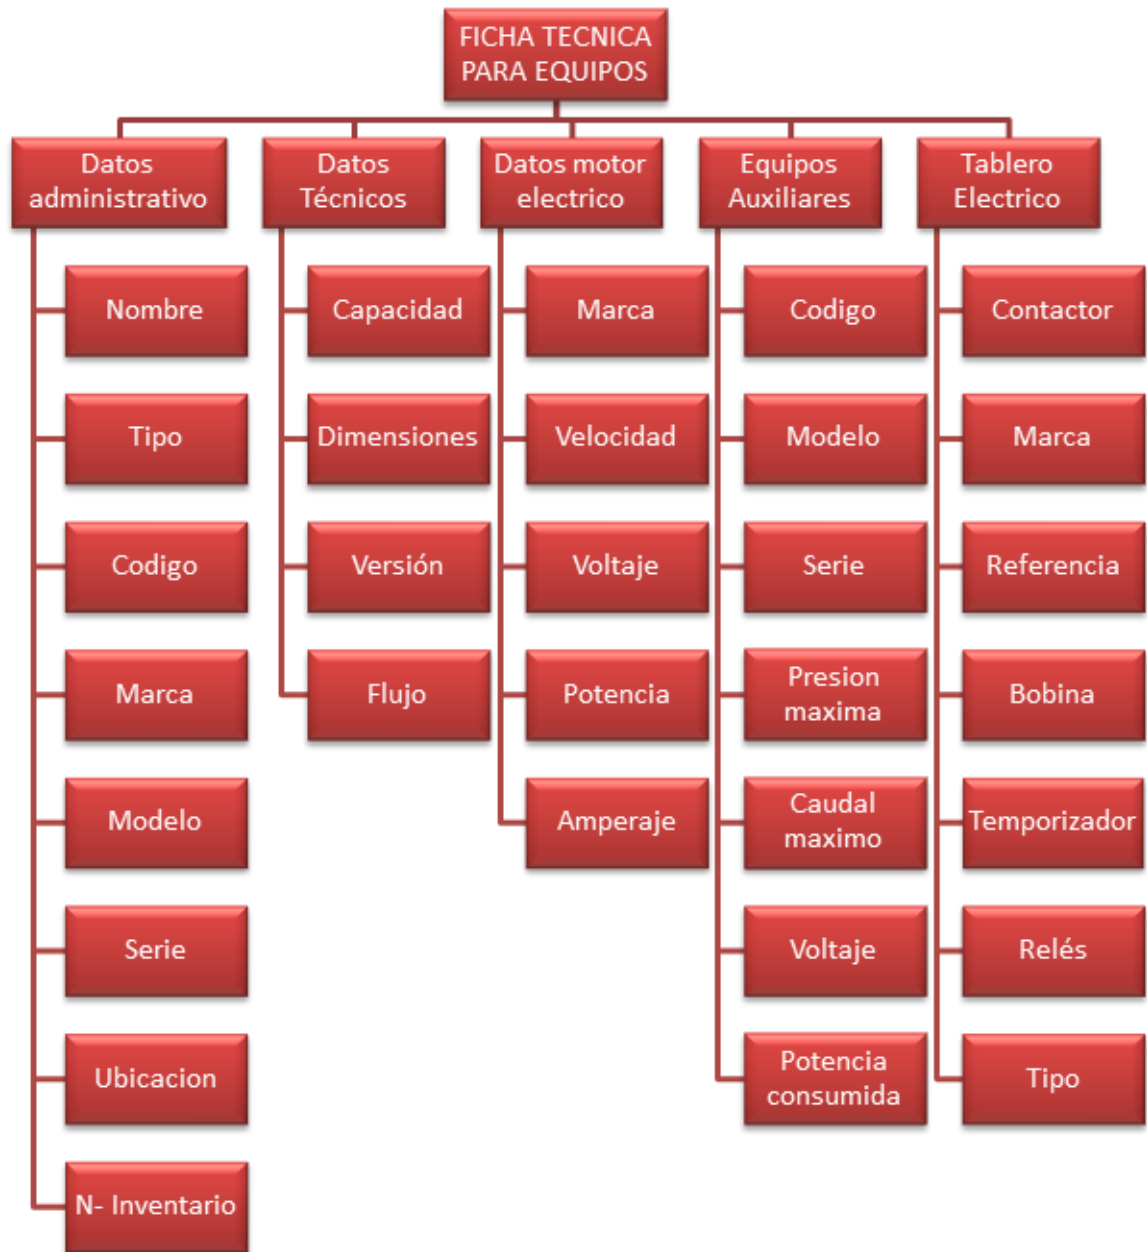 FICHA TECNICA
PARA EQUIPOS
Datos
administrativo
Nombre
Tipo
Codigo
Marca
Modelo
Serie
Ubicacion
N- Inventario
Datos
Técnicos
Capacidad
Dimensiones
Versión
Flujo
Datos motor
electrico
Marca
Velocidad
Voltaje
Potencia
Amperaje
Equipos
Auxiliares
Codigo
Modelo
Serie
Presion
maxima
Caudal
maximo
Voltaje
Potencia
consumida
Tablero
Electrico
Contactor
Marca
Referencia
Bobina
Temporizador
Relés
Tipo